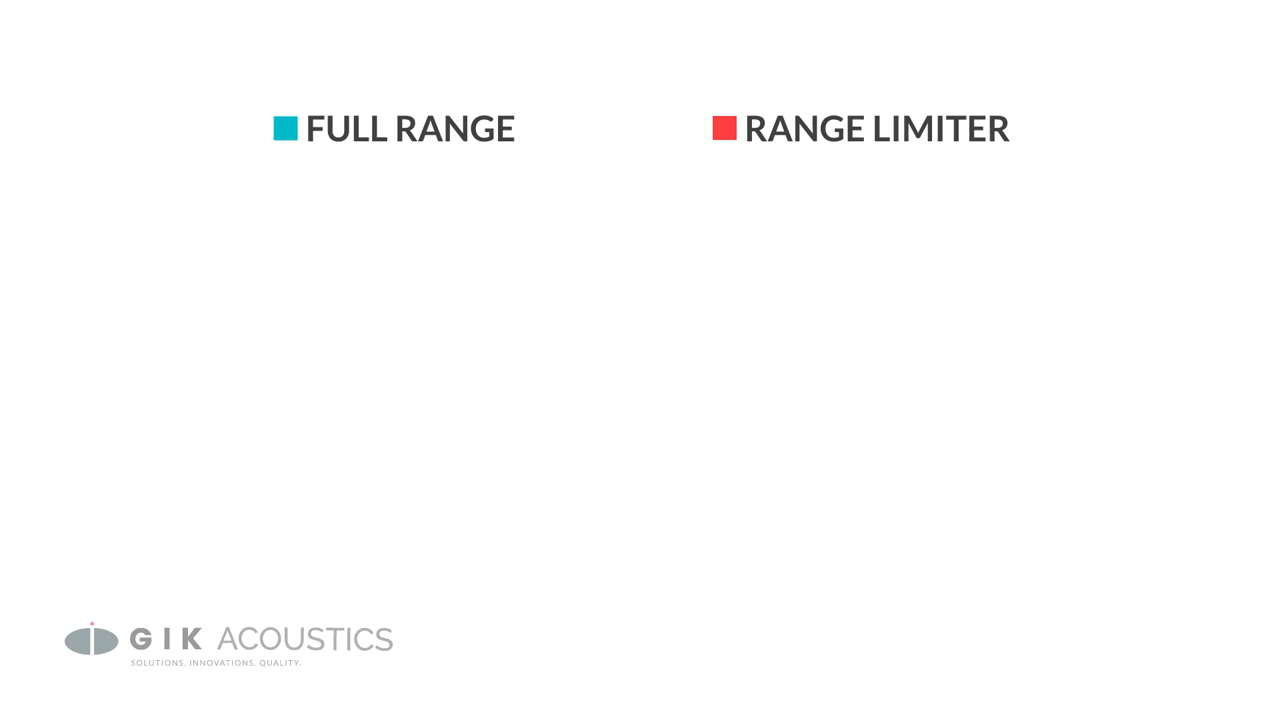 FULL RANGE
RANGE LIMITER
GIK ACOUSTICS
SOLUTIONS. INNOVATIONS. QUALITY.